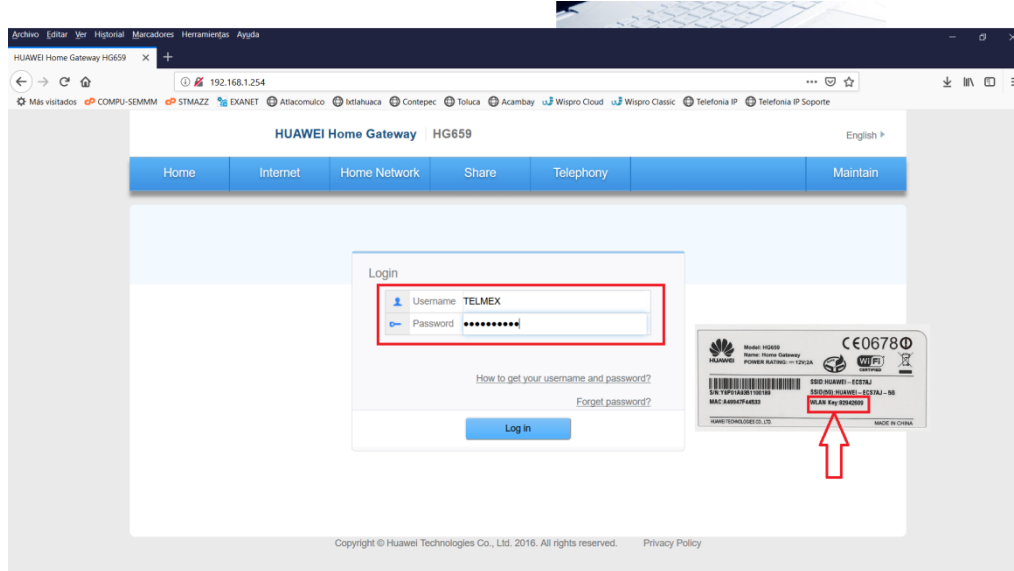 Archivo Editar Ver Historial Marcadores Herramientas Ayuda
HUAWEI Home Gateway HG659
192.168.1.254
Más visitados COMPU-SEMMM STMAZZ EXANET Atlacomulco Ixtlahuaca Contepec Toluca Acambay Wispro Cloud Wispro Classic Telefonia IP Telefonia IP Soporte
HUAWEI Home Gateway HG659 English
Home Internet Home Network Share Telephony Maintain
Login
Username TELMEX
Password
How to get your username and password?
Forget password?
Log in
HUAWEI
Model: HG659
Name: Home Gateway
POWER RATING: 12V;2A
CE0678
Wi Fi
CERTIFIED
SSID:HUAWEI-EC57AJ
SSID(5G):HUAWEI-EC57AJ-5G
WLAN Key:92042609
HUAWEI TECHNOLOGIES CO., LTD. MADE IN CHINA
Copyright © Huawei Technologies Co., Ltd. 2016. All rights reserved. Privacy Policy